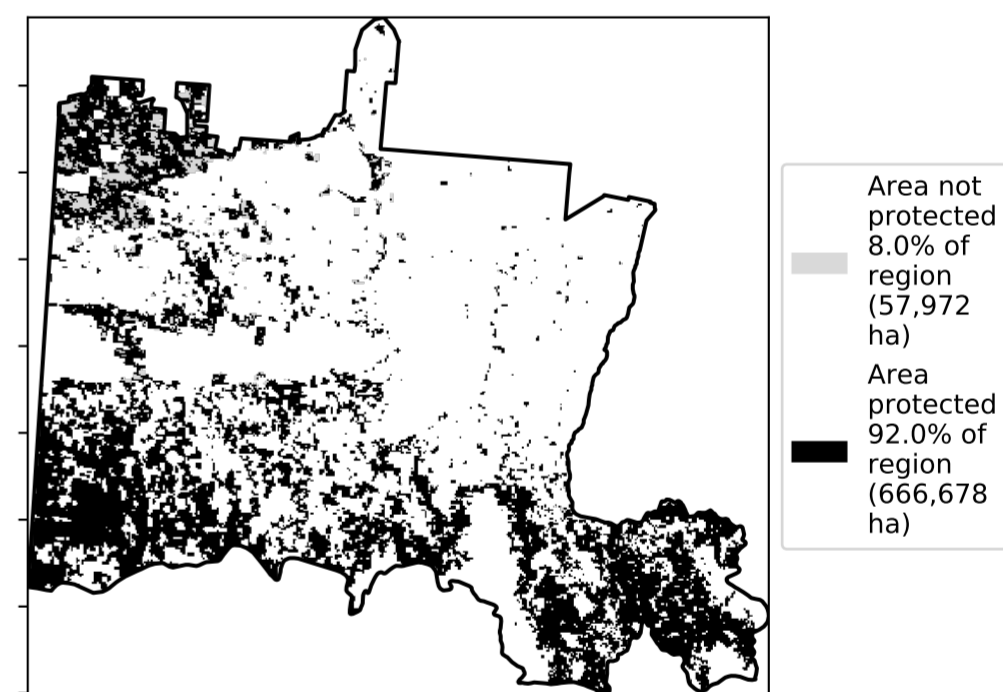 Area not
protected
8.0% of
region
(57,972
ha)
Area
protected
92.0% of
region
(666,678
ha)